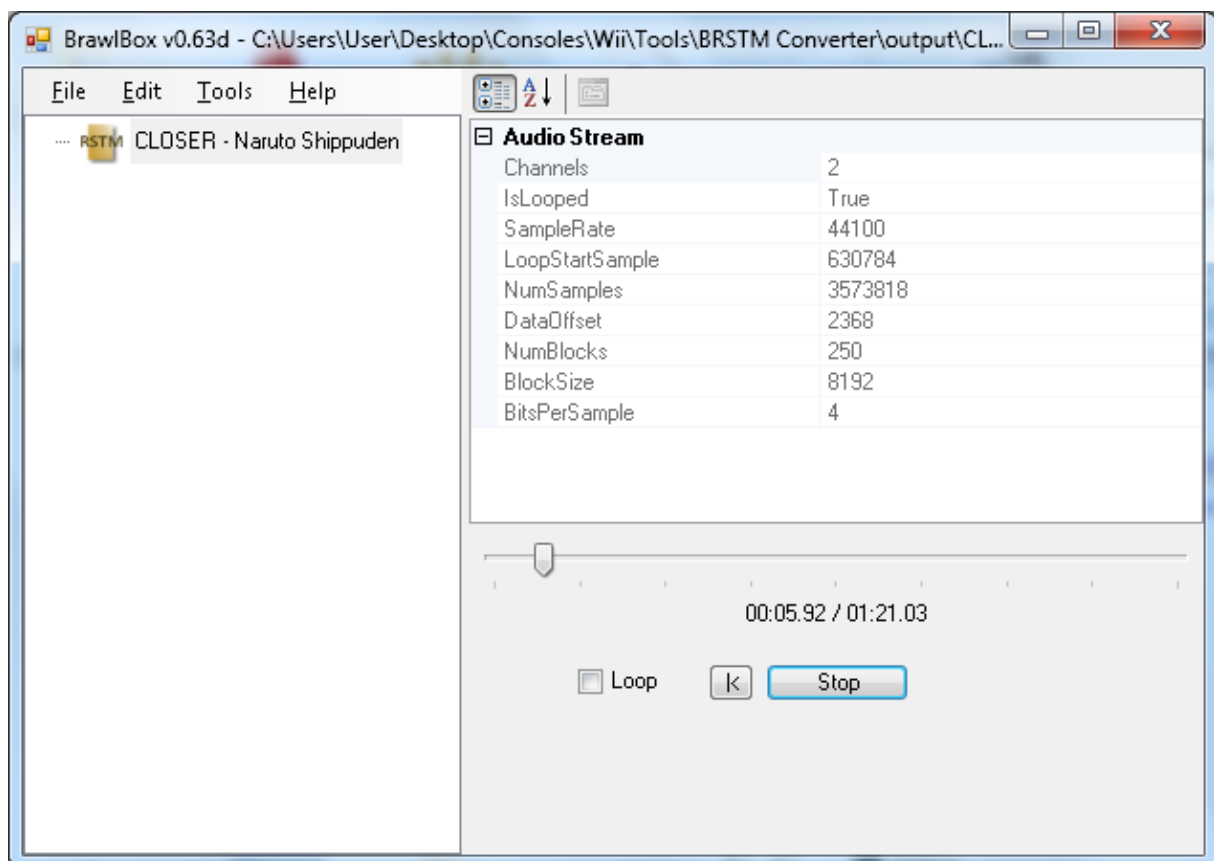 BrawlBox v0.63d - C:\Users\User\Desktop\Consoles\Wii\Tools\BRSTM Converter\output\CL...
File Edit Tools Help
RSTM CLOSER - Naruto Shippuden
A Z
Audio Stream
Channels 2
IsLooped True
SampleRate 44100
LoopStartSample 630784
NumSamples 3573818
DataOffset 2368
NumBlocks 250
BlockSize 8192
BitsPerSample 4
00:05.92 / 01:21.03
Loop |< Stop